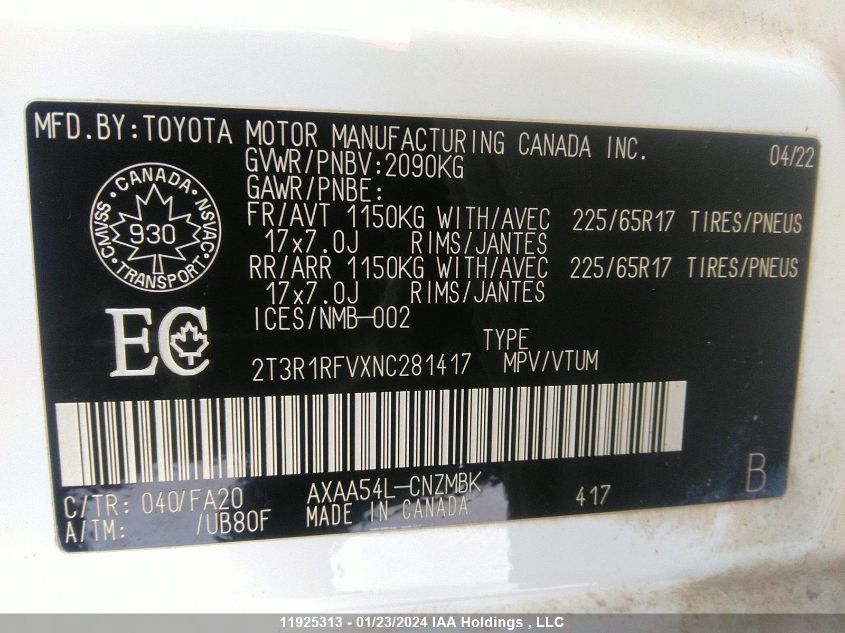 MFD.BY:TOYOTA MOTOR MANUFACTURING CANADA INC. 04/22
GVWR/PNBV:2090KG
GAWR/PNBE:
FR/AVT 1150KG WITH/AVEC 225/65R17 TIRES/PNEUS
17x7.0J RIMS/JANTES
RR/ARR 1150KG WITH/AVEC 225/65R17 TIRES/PNEUS
17x7.0J RIMS/JANTES
ICES/NMB-002
CANADA
CMVSS 930 NSVAC
TRANSPORT
EC
TYPE
2T3R1RFVXNC281417 MPV/VTUM
C/TR: 040/FA20 AXAA54L-CNZMBK 417 B
A/TM: /UB80F MADE IN CANADA
11925313 - 01/23/2024 IAA Holdings , LLC